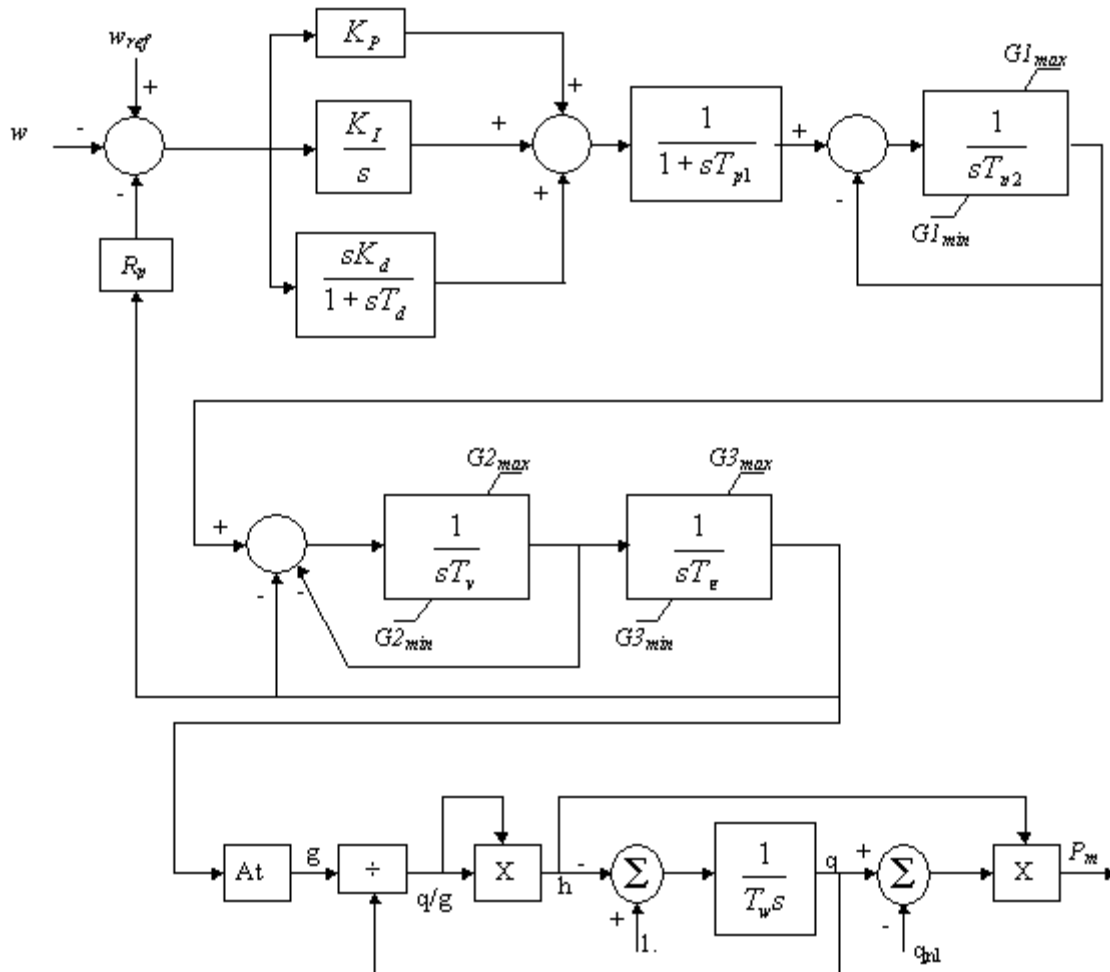 w_ref
+
w
-
-
R_p
K_P
K_I
s
sK_d
1 + sT_d
+
+
+
1
1 + sT_p1
+
-
G1_max
1
sT_p2
G1_min
+
-
-
G2_max
1
sT_v
G2_min
G3_max
1
sT_g
G3_min
At
g
÷
q/g
X
h
-
Σ
+
1.
1
T_w s
q
+
Σ
-
q_nl
X
P_m